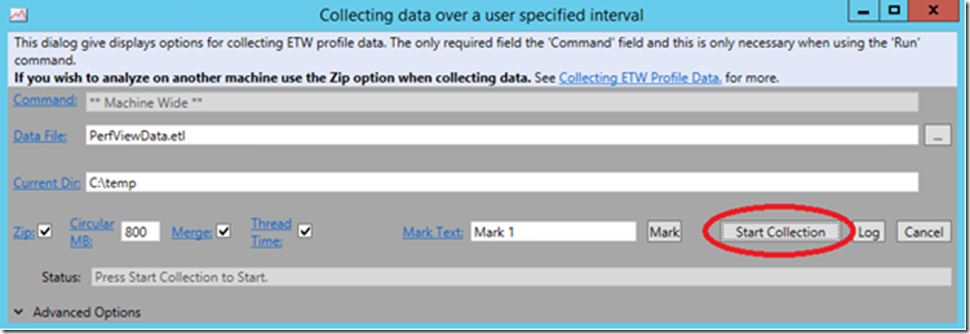 Collecting data over a user specified interval
This dialog give displays options for collecting ETW profile data. The only required field the 'Command' field and this is only necessary when using the 'Run'
command.
If you wish to analyze on another machine use the Zip option when collecting data. See Collecting ETW Profile Data. for more.
Command: ** Machine Wide **
Data File: PerfViewData.etl ...
Current Dir: C:\temp
Zip: Circular MB: 800 Merge: Thread Time: Mark Text: Mark 1 Mark Start Collection Log Cancel
Status: Press Start Collection to Start.
Advanced Options